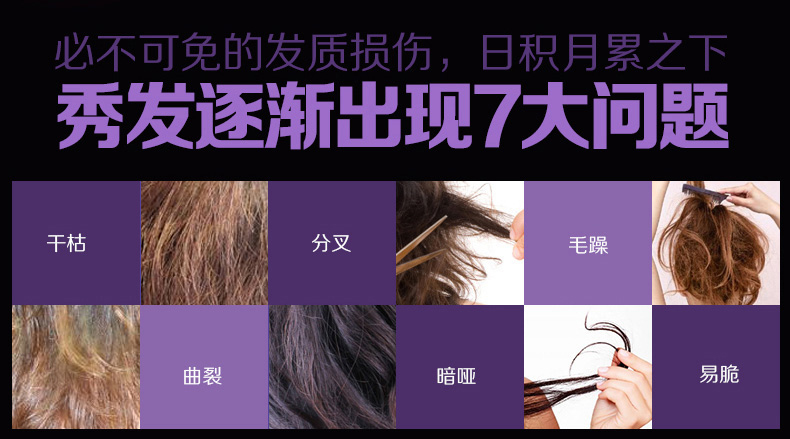 必不可免的发质损伤，日积月累之下
秀发逐渐出现7大问题
干枯
分叉
毛躁
曲裂
暗哑
易脆